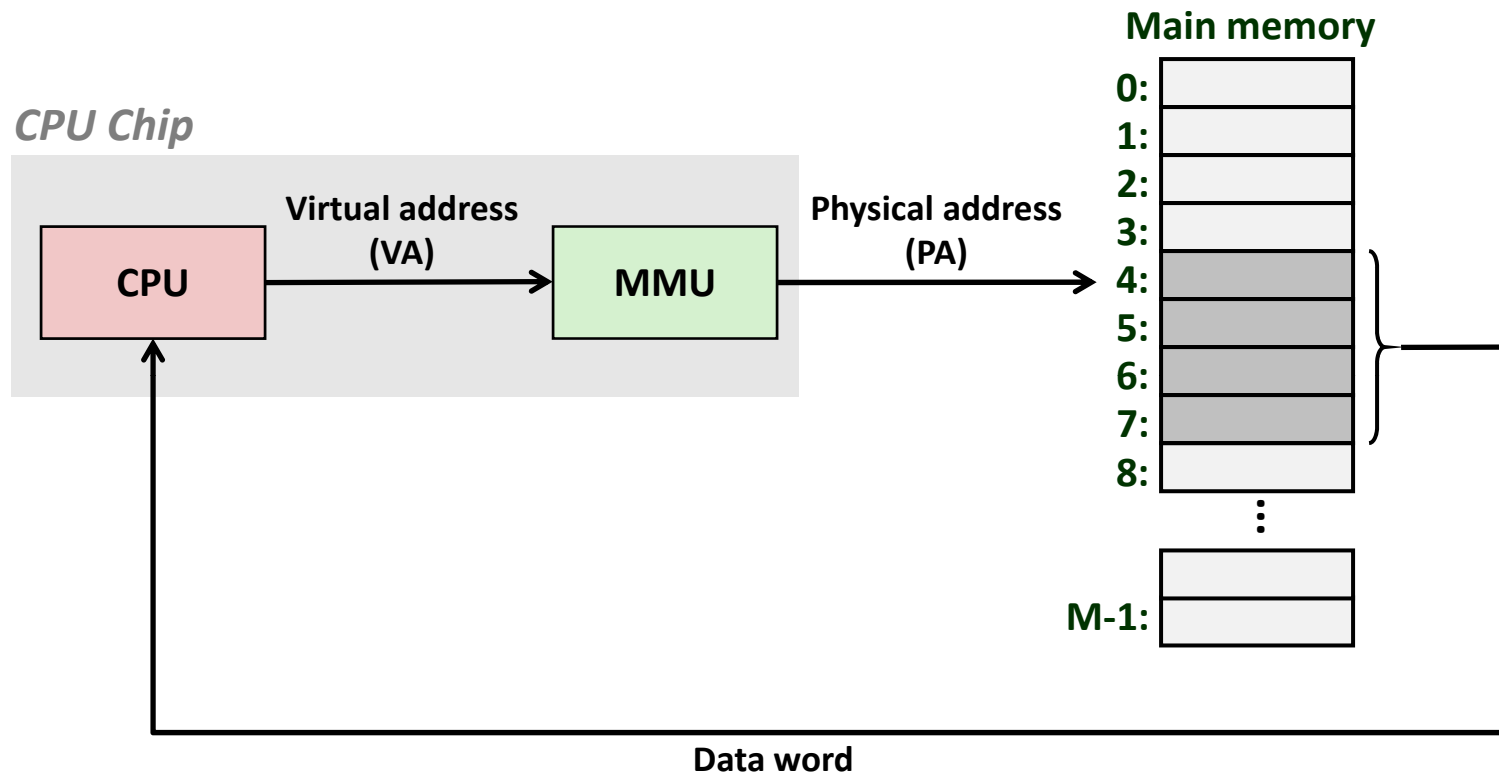 Main memory
0:
CPU Chip
1:
2:
Virtual address
(VA)
Physical address
(PA)
3:
CPU
MMU
4:
5:
6:
7:
8:
M-1:
Data word